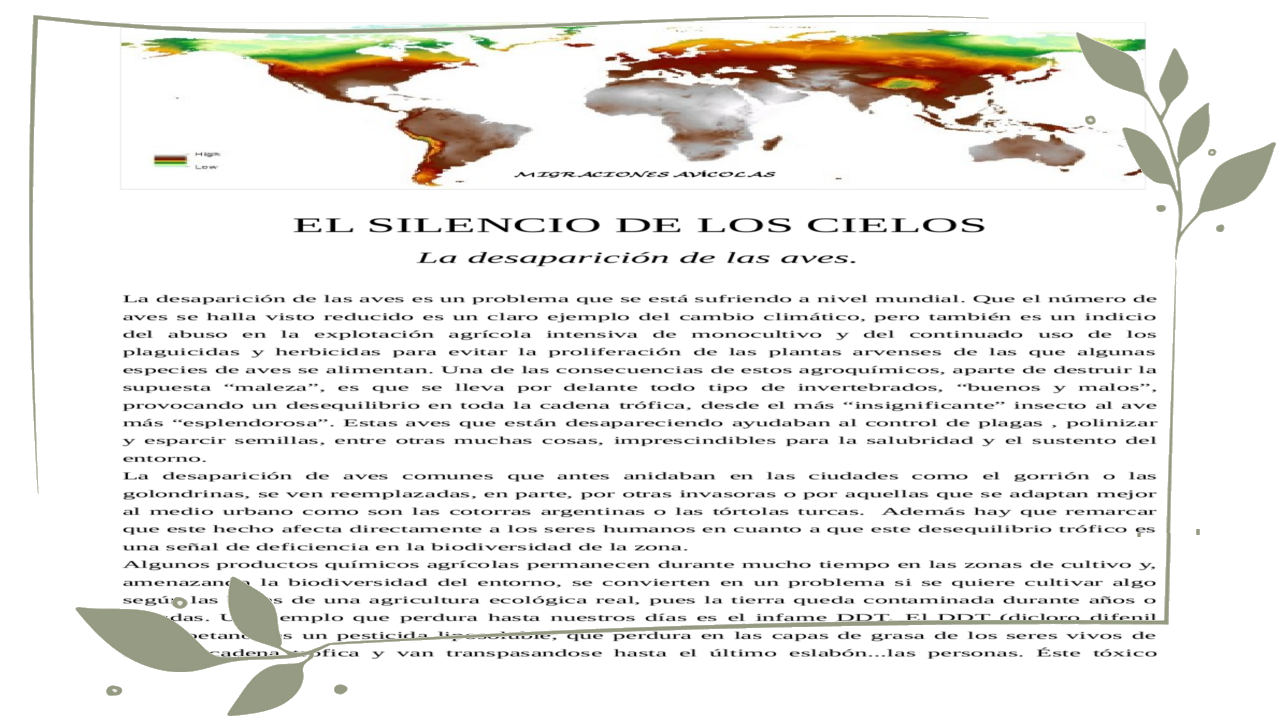 High
Low
MIGRACIONES AVÍCOLAS
EL SILENCIO DE LOS CIELOS
La desaparición de las aves.
La desaparición de las aves es un problema que se está sufriendo a nivel mundial. Que el número de
aves se halla visto reducido es un claro ejemplo del cambio climático, pero también es un indicio
del abuso en la explotación agrícola intensiva de monocultivo y del continuado uso de los
plaguicidas y herbicidas para evitar la proliferación de las plantas arvenses de las que algunas
especies de aves se alimentan. Una de las consecuencias de estos agroquímicos, aparte de destruir la
supuesta “maleza”, es que se lleva por delante todo tipo de invertebrados, “buenos y malos”,
provocando un desequilibrio en toda la cadena trófica, desde el más “insignificante” insecto al ave
más “esplendorosa”. Estas aves que están desapareciendo ayudaban al control de plagas , polinizar
y esparcir semillas, entre otras muchas cosas, imprescindibles para la salubridad y el sustento del
entorno.
La desaparición de aves comunes que antes anidaban en las ciudades como el gorrión o las
golondrinas, se ven reemplazadas, en parte, por otras invasoras o por aquellas que se adaptan mejor
al medio urbano como son las cotorras argentinas o las tórtolas turcas. Además hay que remarcar
que este hecho afecta directamente a los seres humanos en cuanto a que este desequilibrio trófico es
una señal de deficiencia en la biodiversidad de la zona.
Algunos productos químicos agrícolas permanecen durante mucho tiempo en las zonas de cultivo y,
amenazando la biodiversidad del entorno, se convierten en un problema si se quiere cultivar algo
según las de una agricultura ecológica real, pues la tierra queda contaminada durante años o
emplo que perdura hasta nuestros días es el infame DDT. El DDT (dicloro difenil
es un pesticida liposoluble, que perdura en las capas de grasa de los seres vivos de
cadena trófica y van transpasandose hasta el último eslabón...las personas. Éste tóxico